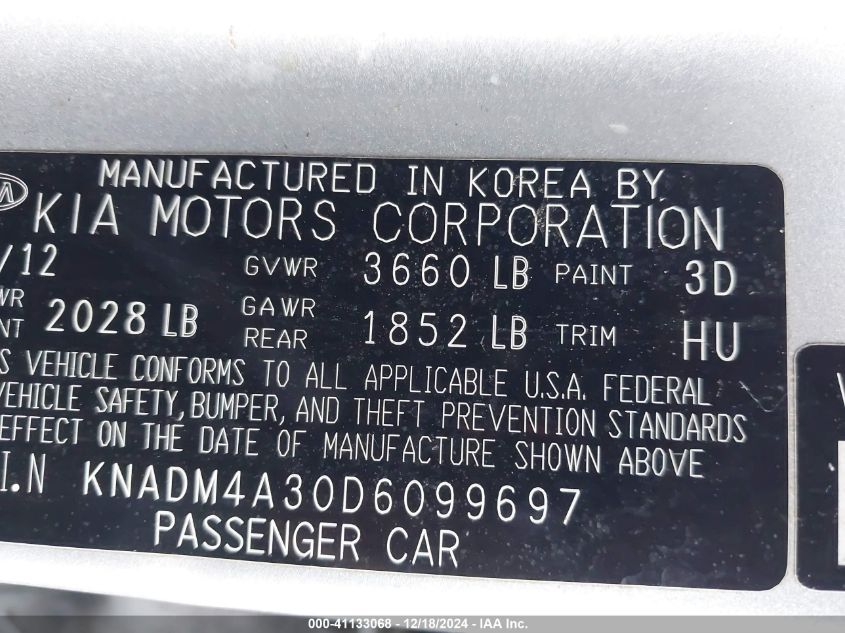 MANUFACTURED IN KOREA BY
KIA MOTORS CORPORATION
/12 GVWR 3660 LB PAINT 3D
WR GAWR
NT 2028 LB REAR 1852 LB TRIM HU
S VEHICLE CONFORMS TO ALL APPLICABLE U.S.A. FEDERAL
VEHICLE SAFETY, BUMPER, AND THEFT PREVENTION STANDARDS
EFFECT ON THE DATE OF MANUFACTURE SHOWN ABOVE
I.N KNADM4A30D6099697
PASSENGER CAR
000-41133068 - 12/18/2024 - IAA Inc.